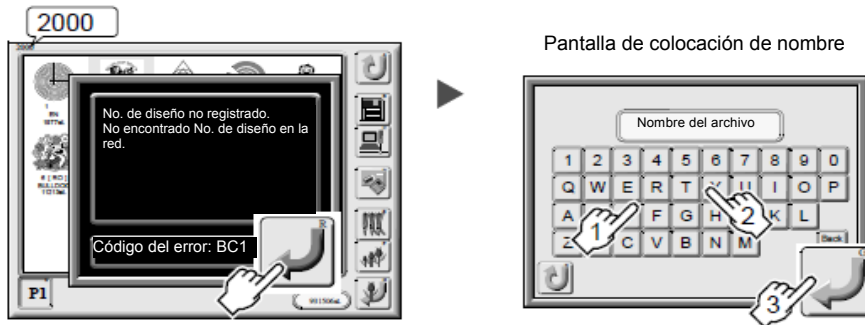 2000
2000
1
No. de diseño no registrado.
No encontrado No. de diseño en la
red.
Código del error: BC1
R
P1
Pantalla de colocación de nombre
Nombre del archivo
1 2 3 4 5 6 7 8 9 0
Q W E R T Y U I O P
A F G H K L
Z C V B N M
Back
1
2
3